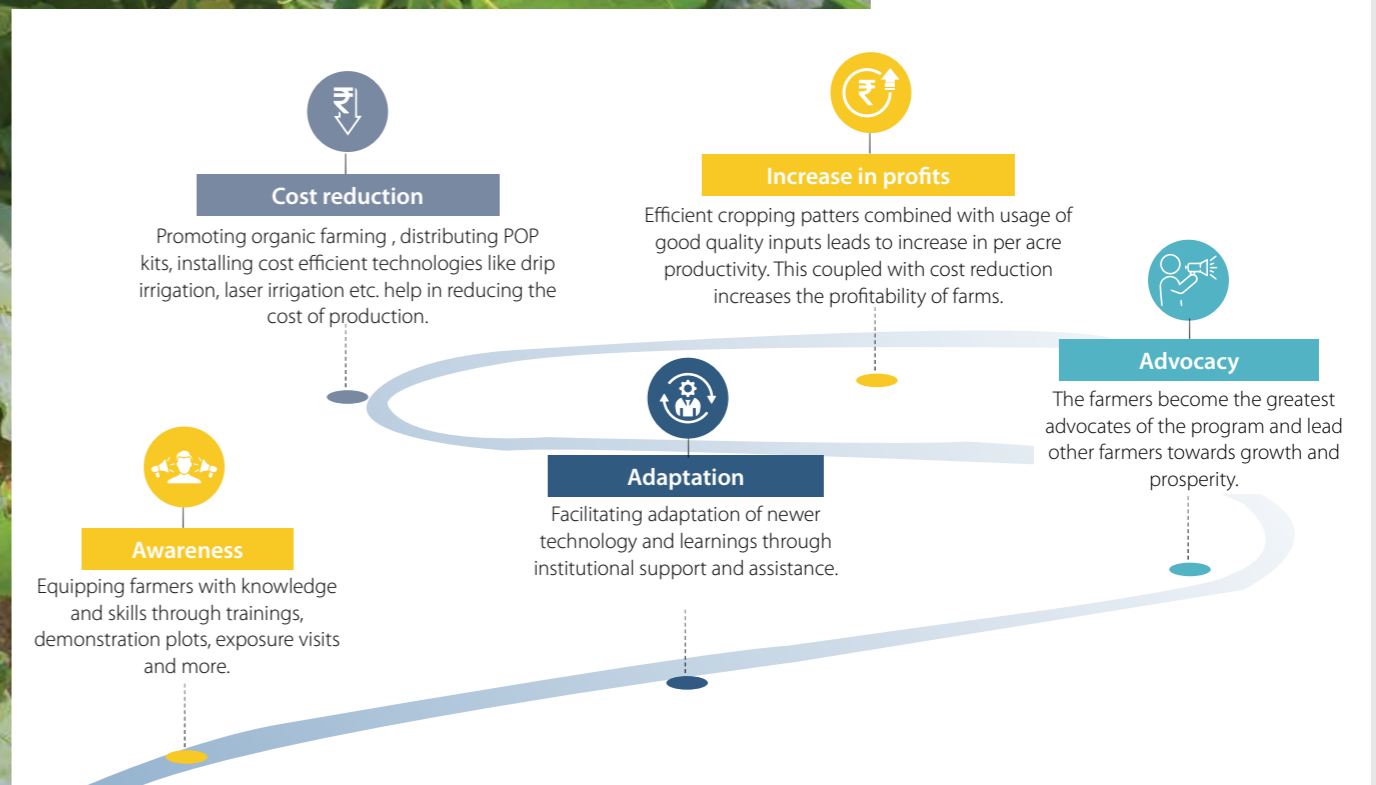 Cost reduction
Promoting organic farming , distributing POP
kits, installing cost efficient technologies like drip
irrigation, laser irrigation etc. help in reducing the
cost of production.
Increase in profits
Efficient cropping patters combined with usage of
good quality inputs leads to increase in per acre
productivity. This coupled with cost reduction
increases the profitability of farms.
Advocacy
The farmers become the greatest
advocates of the program and lead
other farmers towards growth and
prosperity.
Adaptation
Facilitating adaptation of newer
technology and learnings through
institutional support and assistance.
Awareness
Equipping farmers with knowledge
and skills through trainings,
demonstration plots, exposure visits
and more.